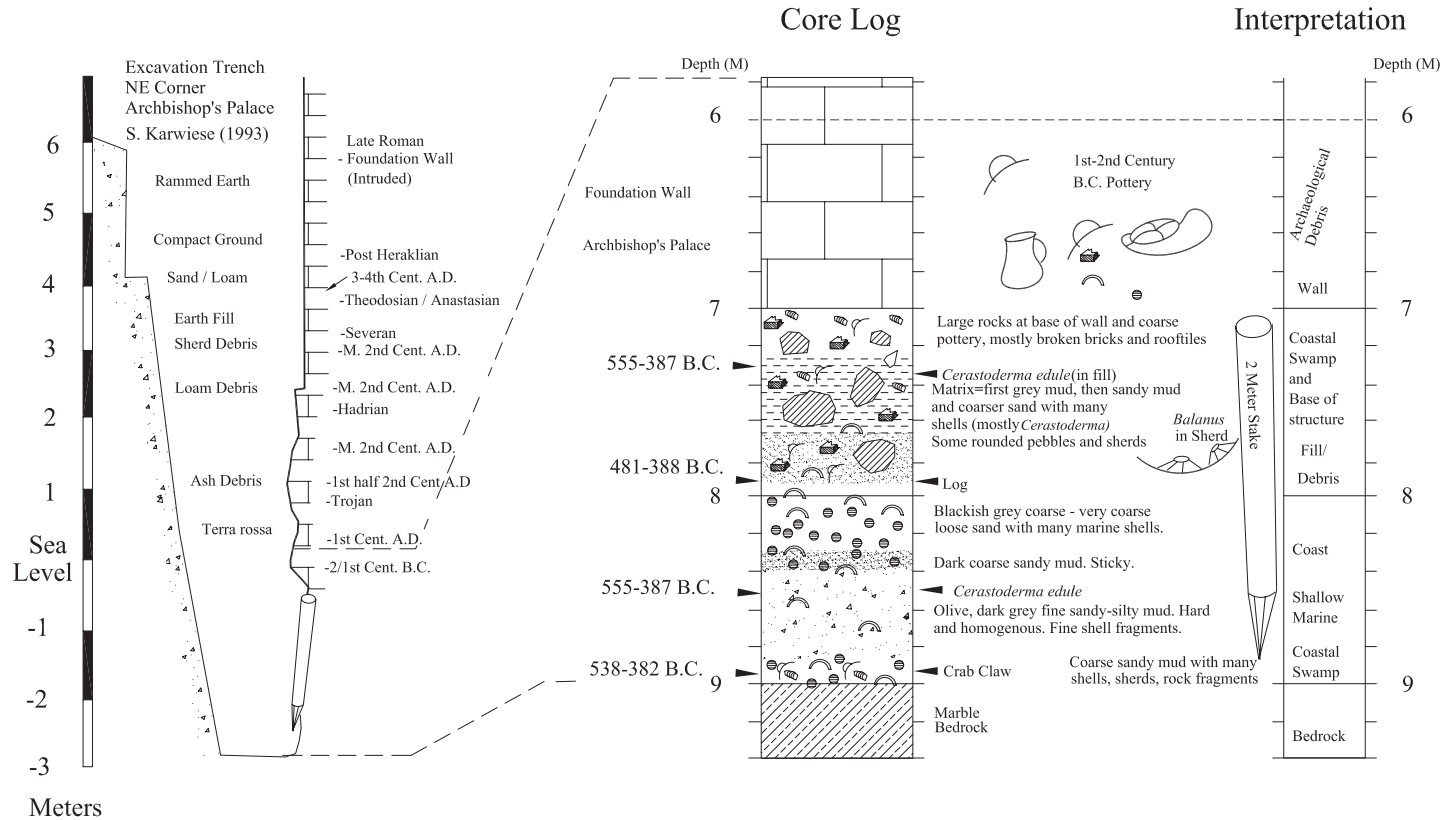 Core Log
Interpretation
Excavation Trench
NE Corner
Archbishop's Palace
S. Karwiese (1993)
6
5
4
3
2
1
Sea
Level
-1
-2
-3
Meters
Rammed Earth
Compact Ground
Sand / Loam
Earth Fill
Sherd Debris
Loam Debris
Ash Debris
Terra rossa
Late Roman
- Foundation Wall
(Intruded)
-Post Heraklian
3-4th Cent. A.D.
-Theodosian / Anastasian
-Severan
-M. 2nd Cent. A.D.
-M. 2nd Cent. A.D.
-Hadrian
-M. 2nd Cent. A.D.
-1st half 2nd Cent.A.D
-Trojan
-1st Cent. A.D.
-2/1st Cent. B.C.
Depth (M)
6
7
8
9
Foundation Wall
Archbishop's Palace
555-387 B.C.
481-388 B.C.
555-387 B.C.
538-382 B.C.
1st-2nd Century
B.C. Pottery
Large rocks at base of wall and coarse
pottery, mostly broken bricks and rooftiles
Cerastoderma edule(in fill)
Matrix=first grey mud, then sandy mud
and coarser sand with many
shells (mostly Cerastoderma)
Some rounded pebbles and sherds
Log
Blackish grey coarse - very coarse
loose sand with many marine shells.
Dark coarse sandy mud. Sticky.
Cerastoderma edule
Olive, dark grey fine sandy-silty mud. Hard
and homogenous. Fine shell fragments.
Crab Claw
Coarse sandy mud with many
shells, sherds, rock fragments
Marble
Bedrock
Balanus
in Sherd
2 Meter Stake
Depth (M)
6
7
8
9
Archaeological
Debris
Wall
Coastal
Swamp
and
Base of
structure
Fill/
Debris
Coast
Shallow
Marine
Coastal
Swamp
Bedrock